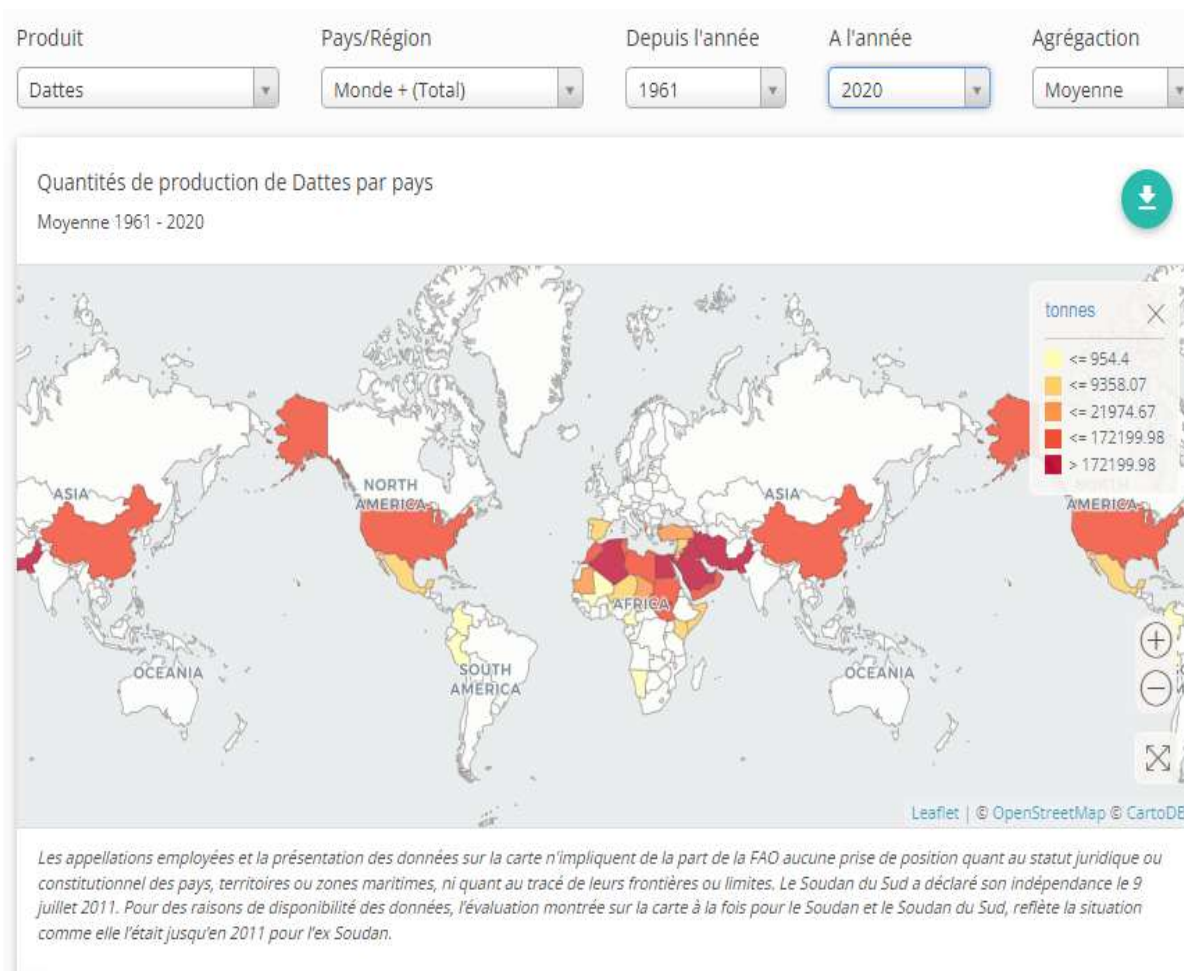 Produit Pays/Région Depuis l'année A l'année Agrégaction
Dattes Monde + (Total) 1961 2020 Moyenne
Quantités de production de Dattes par pays
Moyenne 1961 - 2020
tonnes
<= 954.4
<= 9358.07
<= 21974.67
<= 172199.98
> 172199.98
NORTH
AMERICA
ASIA
ASIA
AMERICA
AFRICA
OCEANIA
SOUTH
AMERICA
OCEANIA
Leaflet | © OpenStreetMap © CartoDB
Les appellations employées et la présentation des données sur la carte n'impliquent de la part de la FAO aucune prise de position quant au statut juridique ou
constitutionnel des pays, territoires ou zones maritimes, ni quant au tracé de leurs frontières ou limites. Le Soudan du Sud a déclaré son indépendance le 9
juillet 2011. Pour des raisons de disponibilité des données, l'évaluation montrée sur la carte à la fois pour le Soudan et le Soudan du Sud, reflète la situation
comme elle l'était jusqu'en 2011 pour l'ex Soudan.